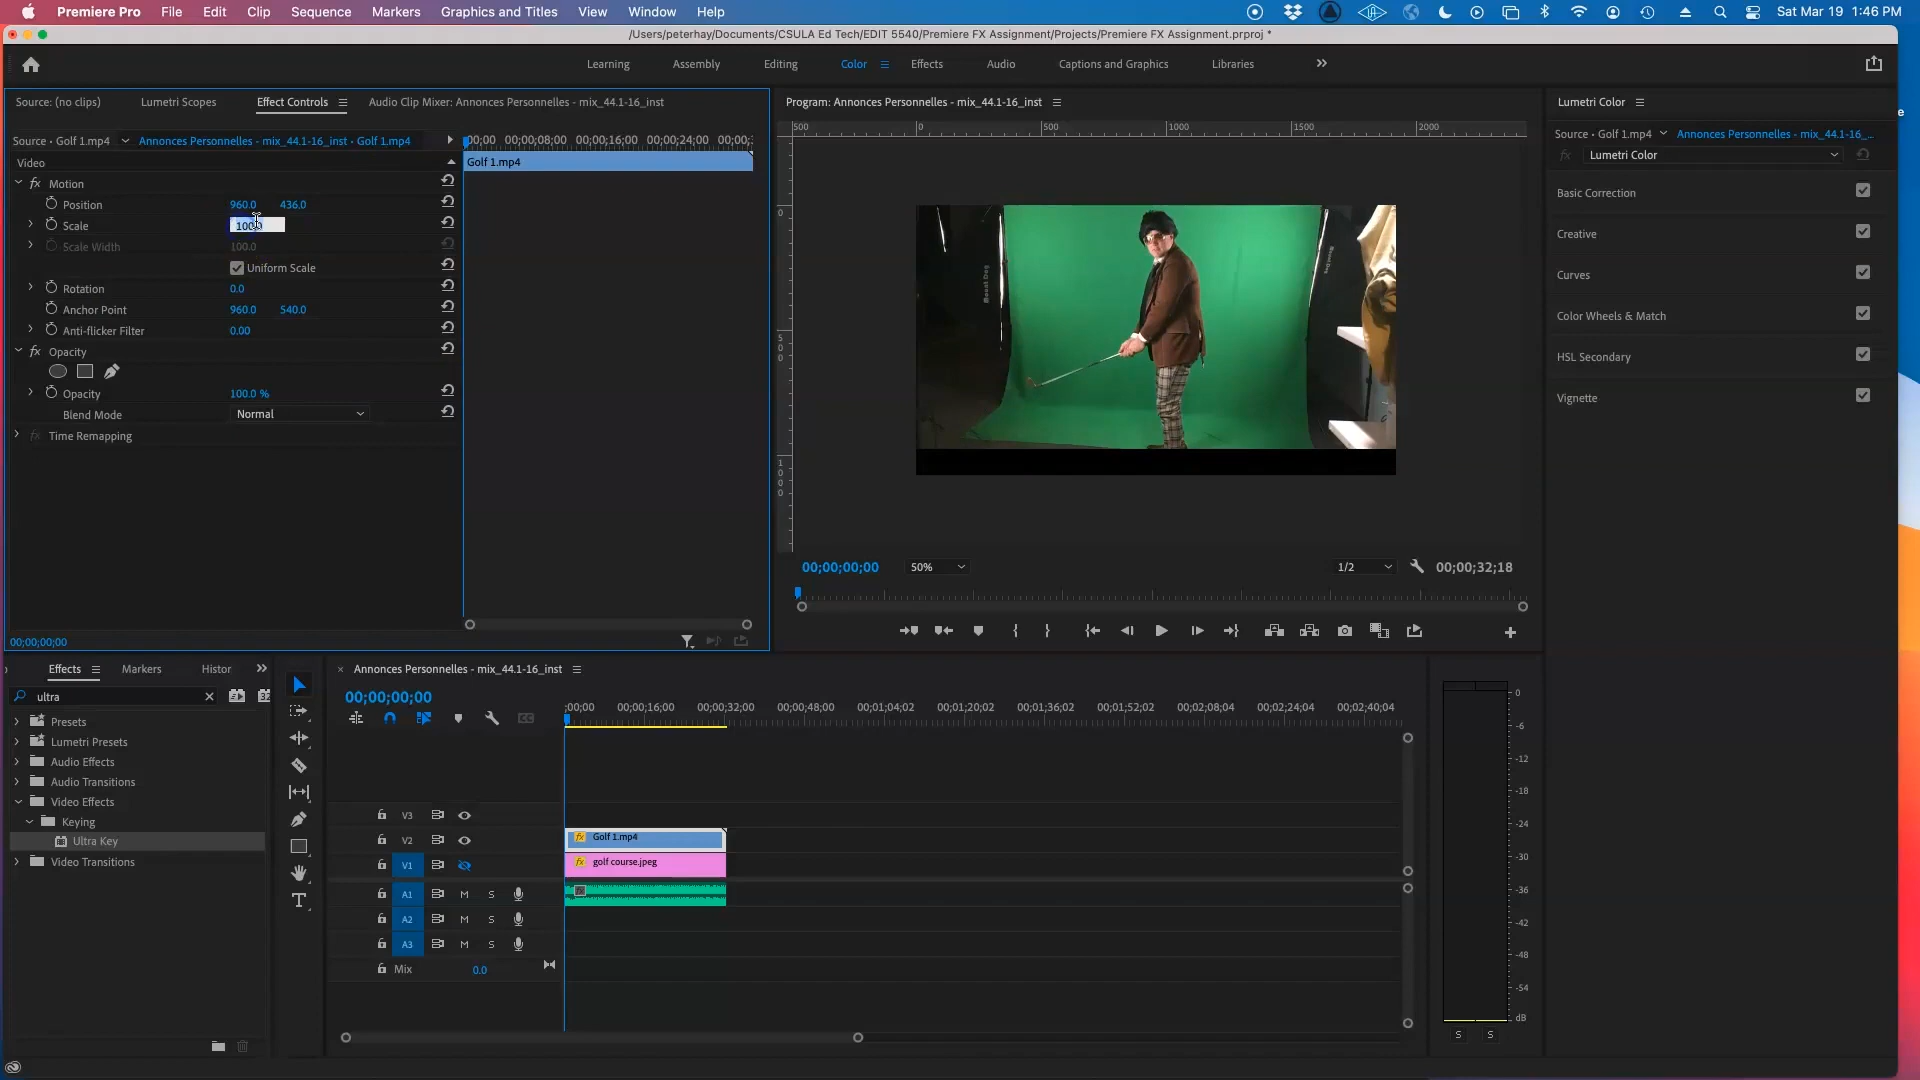 Premiere Pro File Edit Clip Sequence Markers Graphics and Titles View Window Help Sat Mar 19 1:46 PM
/Users/peterhay/Documents/CSULA Ed Tech/EDIT 5540/Premiere FX Assignment/Projects/Premiere FX Assignment.prproj *
Learning Assembly Editing Color Effects Audio Captions and Graphics Libraries
Source: (no clips) Lumetri Scopes Effect Controls Audio Clip Mixer: Annonces Personnelles - mix_44.1-16_inst
Source • Golf 1.mp4 Annonces Personnelles - mix_44.1-16_inst • Golf 1.mp4
00;00 00;00;08;00 00;00;16;00 00;00;24;00 00;00;
Video
Golf 1.mp4
fx Motion
Position 960.0 436.0
Scale 100.0
Scale Width 100.0
Uniform Scale
Rotation 0.0
Anchor Point 960.0 540.0
Anti-flicker Filter 0.00
fx Opacity
Opacity 100.0 %
Blend Mode Normal
fx Time Remapping
00;00;00;00
Program: Annonces Personnelles - mix_44.1-16_inst
500 0 500 1000 1500 2000
500
1000
00;00;00;00 50% 1/2 00;00;32;18
Lumetri Color
Source • Golf 1.mp4 Annonces Personnelles - mix_44.1-16_...
fx Lumetri Color
Basic Correction
Creative
Curves
Color Wheels & Match
HSL Secondary
Vignette
Effects Markers Histor
ultra 32
Presets
Lumetri Presets
Audio Effects
Audio Transitions
Video Effects
Keying
Ultra Key
Video Transitions
T
Annonces Personnelles - mix_44.1-16_inst
00;00;00;00
:00;00 00;00;16;00 00;00;32;00 00;00;48;00 00;01;04;02 00;01;20;02 00;01;36;02 00;01;52;02 00;02;08;04 00;02;24;04 00;02;40;04
CC
V3
V2 fx Golf 1.mp4
V1 fx golf course.jpeg
A1 M S
A2 M S
A3 M S
Mix 0.0
0
-6
-12
-18
-24
-30
-36
-42
-48
-54
dB
S S